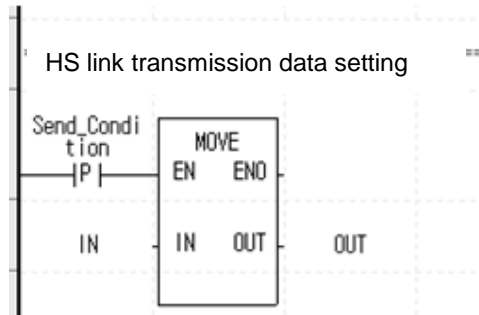 HS link transmission data setting
Send_Condi
tion
P
MOVE
EN ENO
IN IN OUT OUT